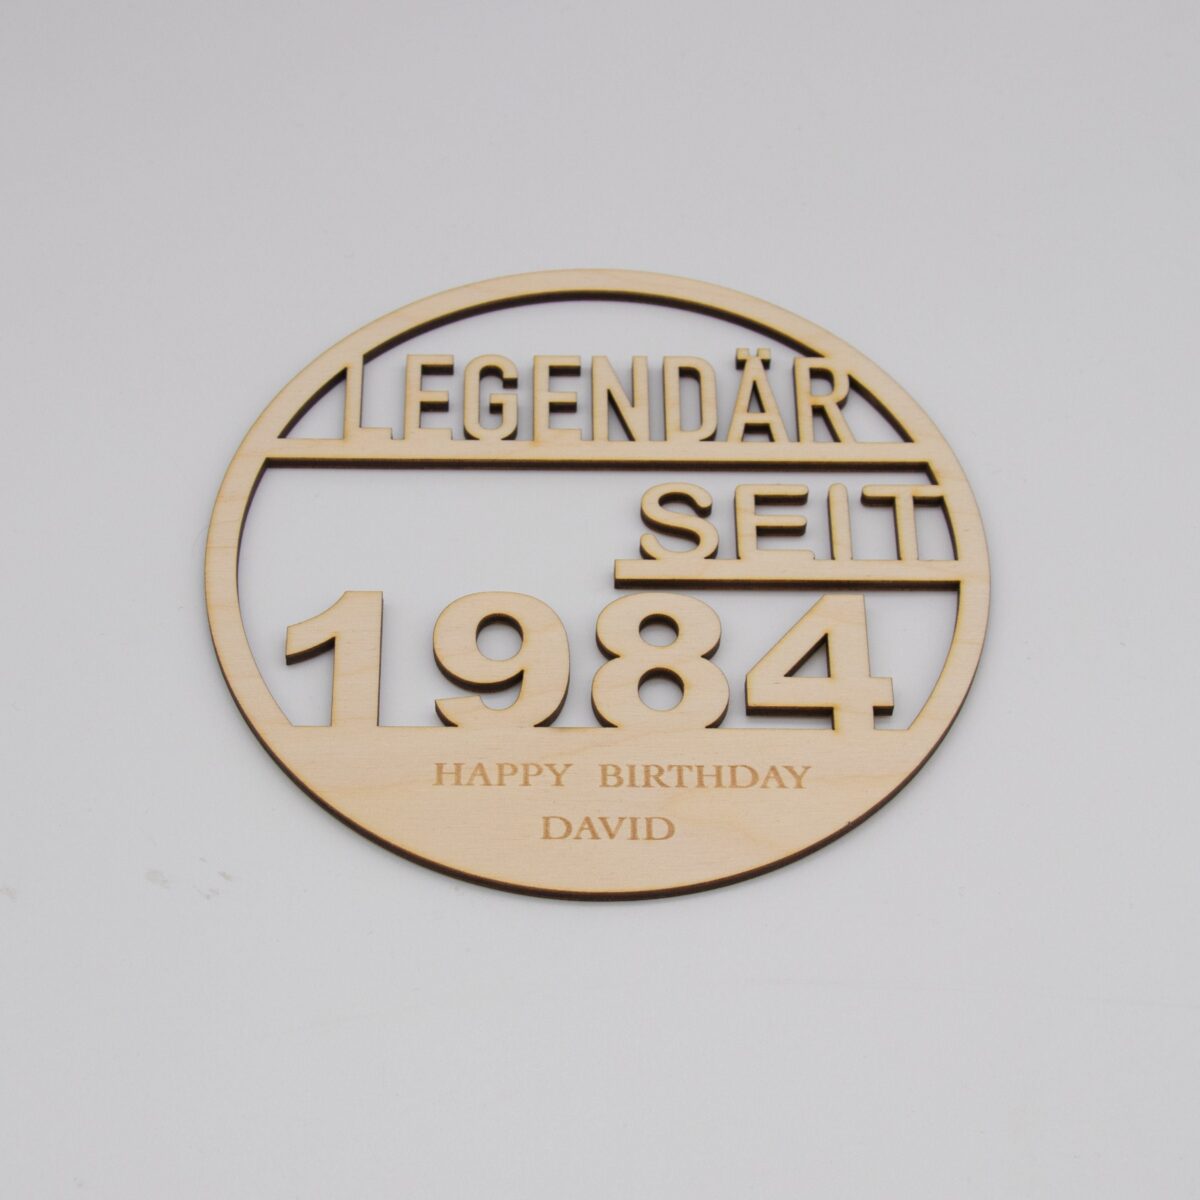 LEGENDÄR
SEIT
1984
HAPPY BIRTHDAY
DAVID